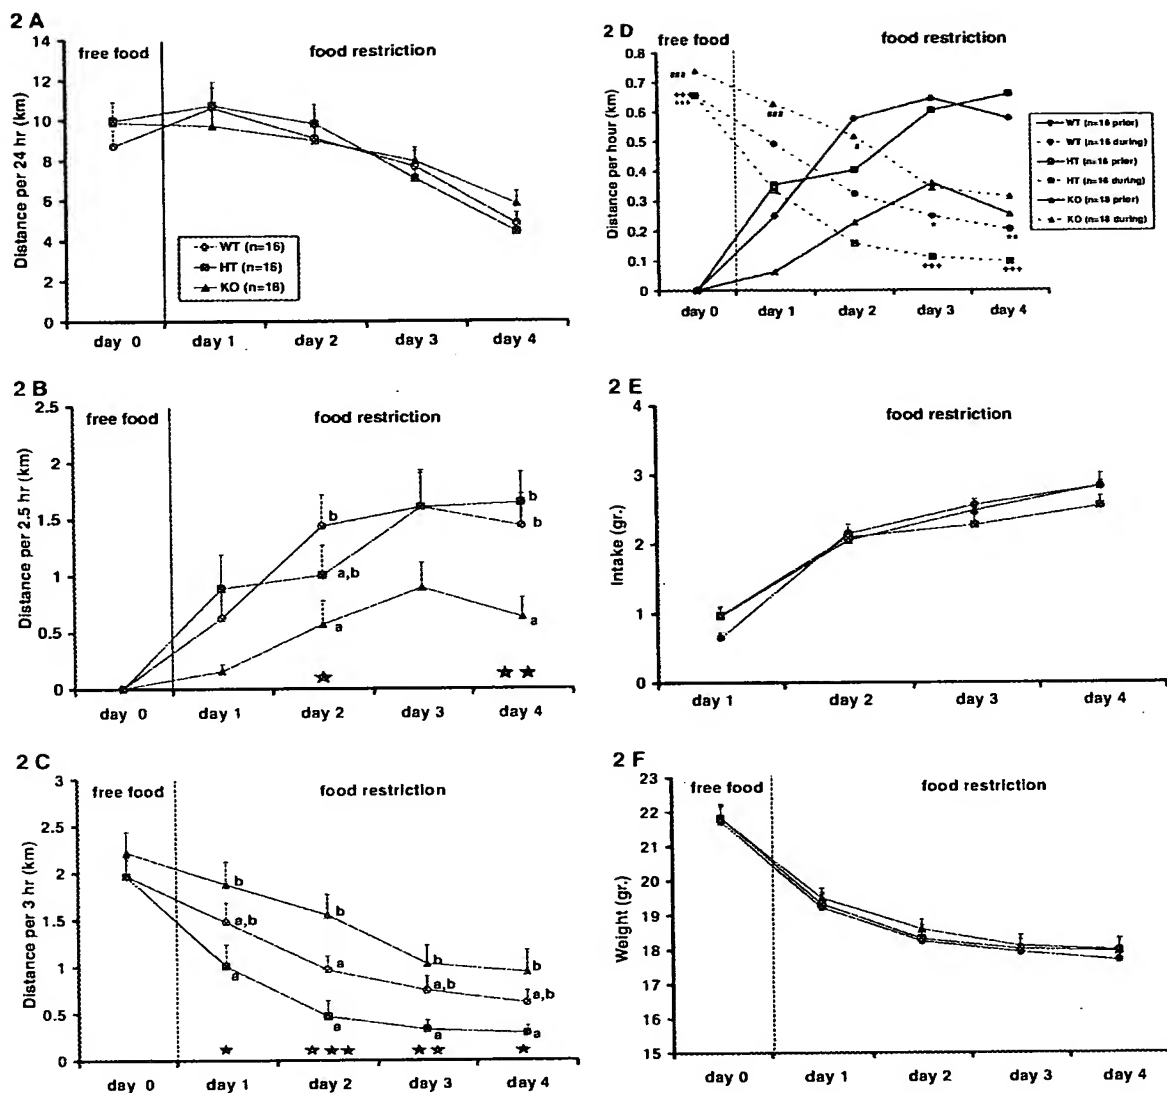 2 A
free food
food restriction
Distance per 24 hr (km)
14
12
10
8
6
4
2
0
WT (n=16)
HT (n=16)
KO (n=18)
day 0
day 1
day 2
day 3
day 4
2 D
free food
food restriction
Distance per hour (km)
0.8
0.7
0.6
0.5
0.4
0.3
0.2
0.1
0
+++
+++
*
+++
**
+++
WT (n=16 prior)
WT (n=16 during)
HT (n=16 prior)
HT (n=16 during)
KO (n=18 prior)
KO (n=18 during)
day 0
day 1
day 2
day 3
day 4
2 B
free food
food restriction
Distance per 2.5 hr (km)
2.5
2
1.5
1
0.5
0
b
a,b
a
b
b
a
day 0
day 1
day 2
day 3
day 4
2 E
food restriction
Intake (gr.)
4
3
2
1
0
day 1
day 2
day 3
day 4
2 C
free food
food restriction
Distance per 3 hr (km)
3
2.5
2
1.5
1
0.5
0
b
a,b
a
b
a
a
b
a,b
a
b
a,b
a
day 0
day 1
day 2
day 3
day 4
2 F
free food
food restriction
Weight (gr.)
23
22
21
20
19
18
17
16
15
day 0
day 1
day 2
day 3
day 4